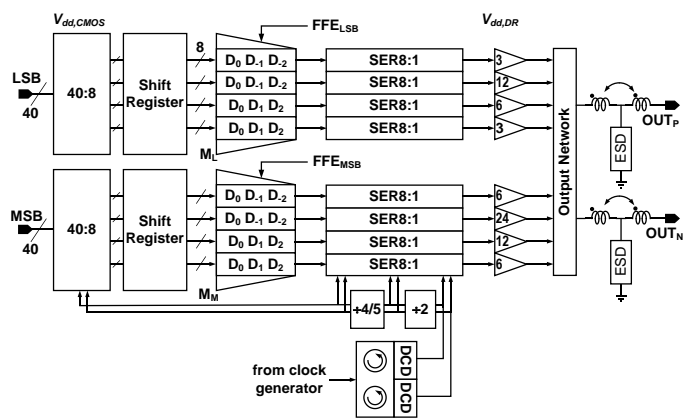 V_dd,CMOS
FFE_LSB
V_dd,DR
LSB
40
40:8
Shift
Register
8
D_0 D_-1 D_-2
D_0 D_-1 D_-2
D_0 D_1 D_2
D_0 D_1 D_2
M_L
SER8:1
SER8:1
SER8:1
SER8:1
3
12
6
3
Output Network
OUT_P
ESD
FFE_MSB
MSB
40
40:8
Shift
Register
D_0 D_-1 D_-2
D_0 D_-1 D_-2
D_0 D_1 D_2
D_0 D_1 D_2
M_M
SER8:1
SER8:1
SER8:1
SER8:1
6
24
12
6
OUT_N
ESD
÷4/5
÷2
from clock
generator
DCD
DCD